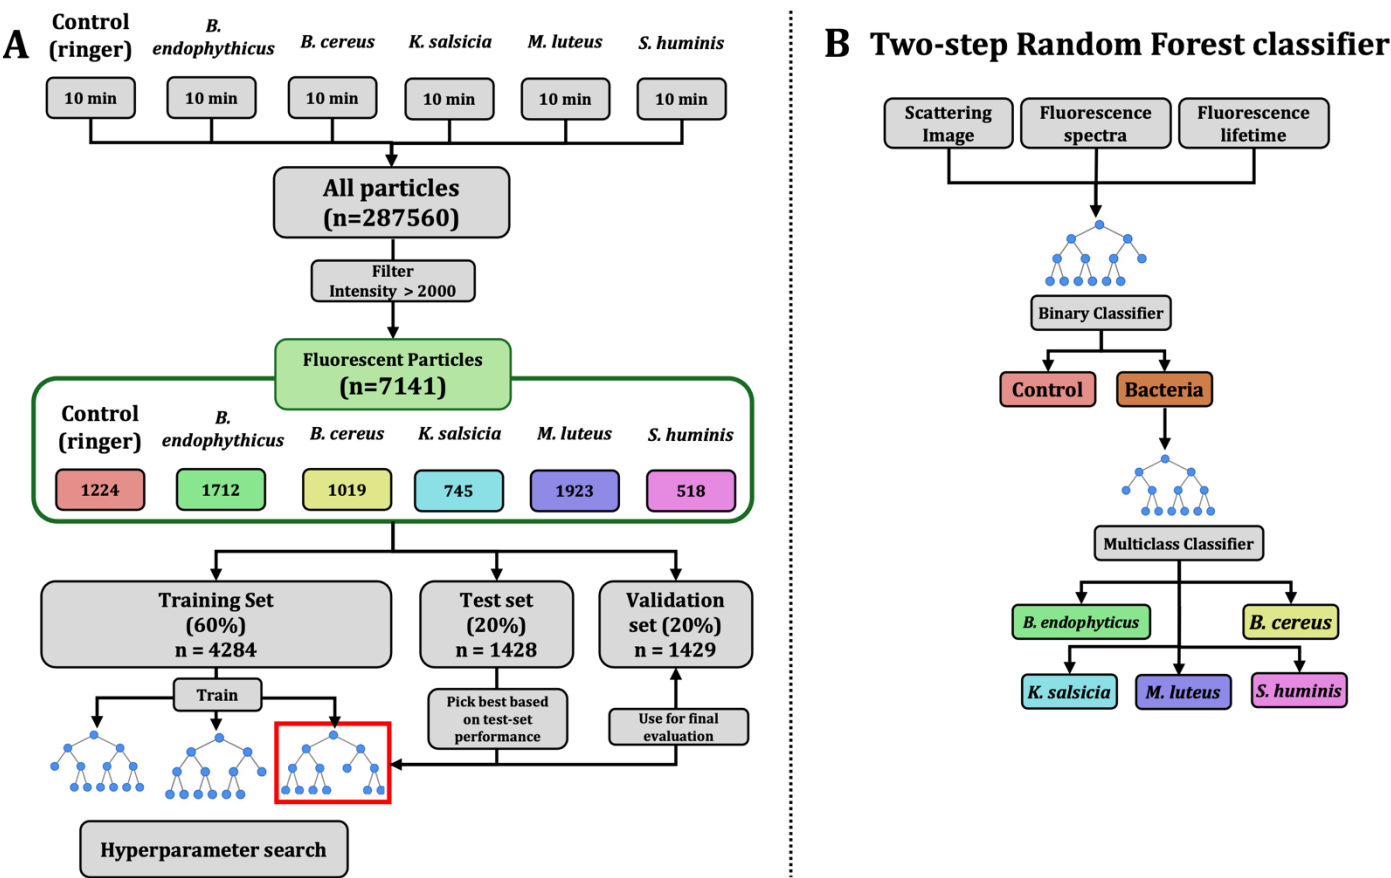 A
Control
(ringer)
B.
endophythicus
B. cereus
K. salsicia
M. luteus
S. huminis
10 min
10 min
10 min
10 min
10 min
10 min
All particles
(n=287560)
Filter
Intensity > 2000
Fluorescent Particles
(n=7141)
Control
(ringer)
B.
endophythicus
B. cereus
K. salsicia
M. luteus
S. huminis
1224
1712
1019
745
1923
518
Training Set
(60%)
n = 4284
Test set
(20%)
n = 1428
Validation
set (20%)
n = 1429
Train
Pick best based
on test-set
performance
Use for final
evaluation
Hyperparameter search
B Two-step Random Forest classifier
Scattering
Image
Fluorescence
spectra
Fluorescence
lifetime
Binary Classifier
Control
Bacteria
Multiclass Classifier
B. endophyticus
B. cereus
K. salsicia
M. luteus
S. huminis